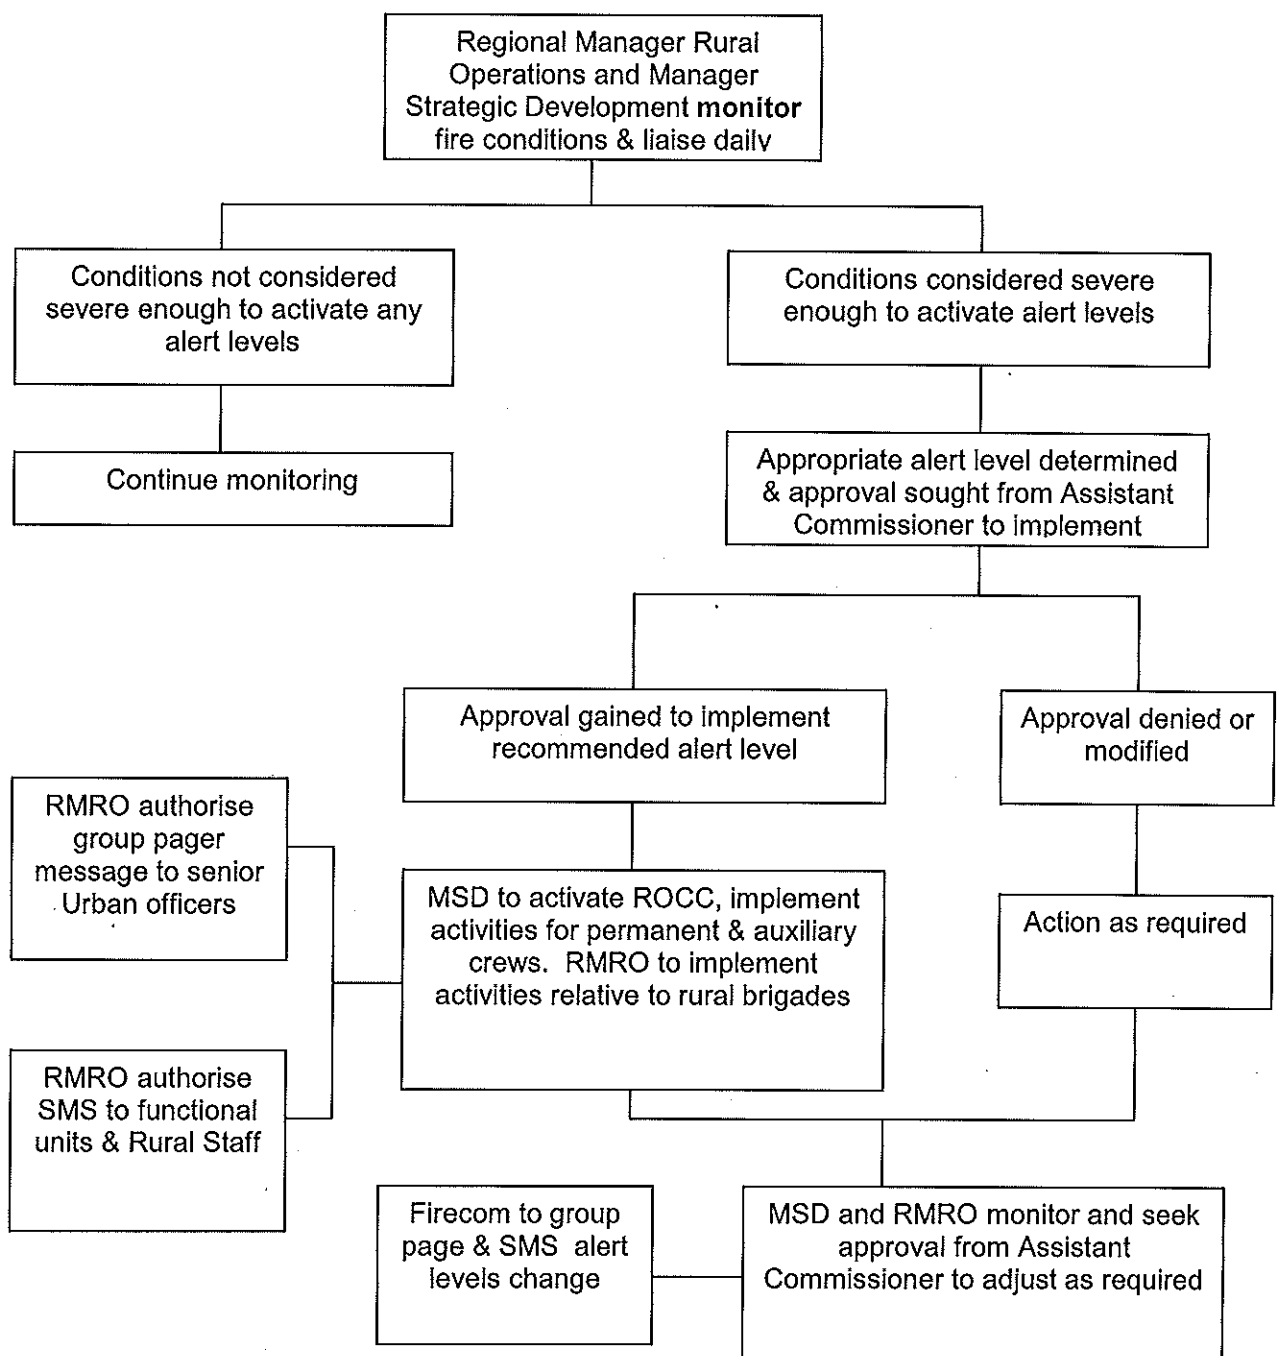 Regional Manager Rural
Operations and Manager
Strategic Development monitor
fire conditions & liaise daily
Conditions not considered
severe enough to activate any
alert levels
Conditions considered severe
enough to activate alert levels
Continue monitoring
Appropriate alert level determined
& approval sought from Assistant
Commissioner to implement
Approval gained to implement
recommended alert level
Approval denied or
modified
RMRO authorise
group pager
message to senior
Urban officers
MSD to activate ROCC, implement
activities for permanent & auxiliary
crews. RMRO to implement
activities relative to rural brigades
Action as required
RMRO authorise
SMS to functional
units & Rural Staff
Firecom to group
page & SMS alert
levels change
MSD and RMRO monitor and seek
approval from Assistant
Commissioner to adjust as required